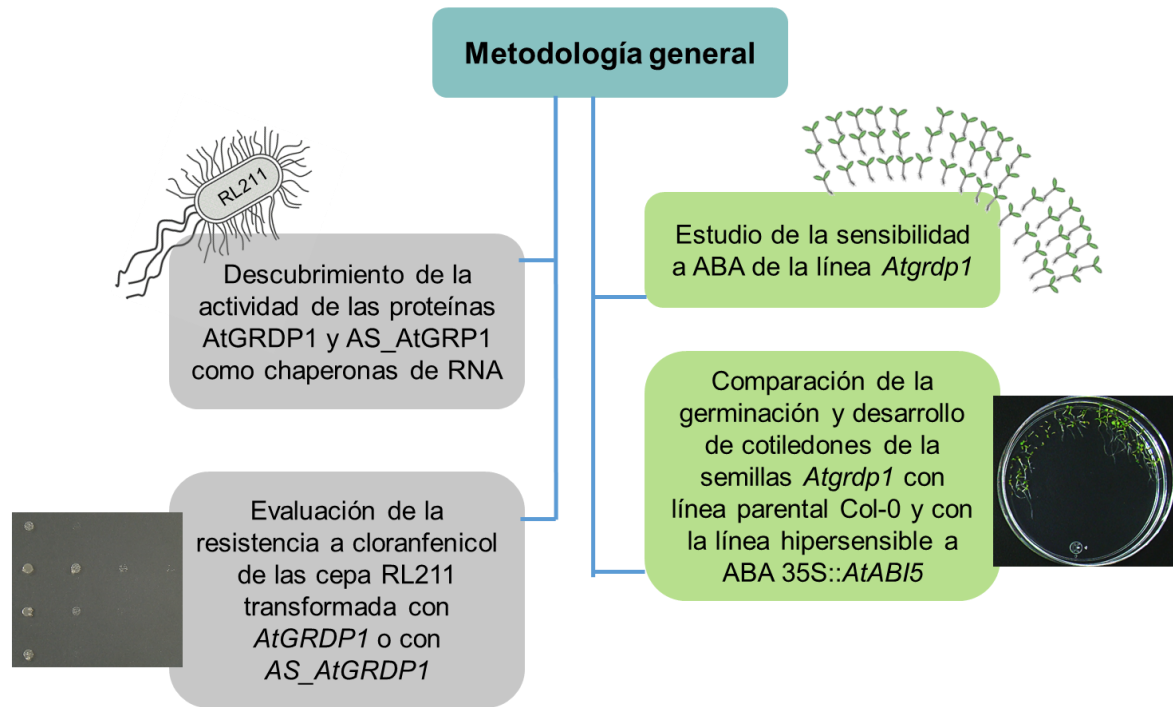 Metodología general
RL211
Descubrimiento de la
actividad de las proteínas
AtGRDP1 y AS_AtGRP1
como chaperonas de RNA
Evaluación de la
resistencia a cloranfenicol
de las cepa RL211
transformada con
AtGRDP1 o con
AS_AtGRDP1
Estudio de la sensibilidad
a ABA de la línea Atgrdp1
Comparación de la
germinación y desarrollo
de cotiledones de la
semillas Atgrdp1 con
línea parental Col-0 y con
la línea hipersensible a
ABA 35S::AtABI5